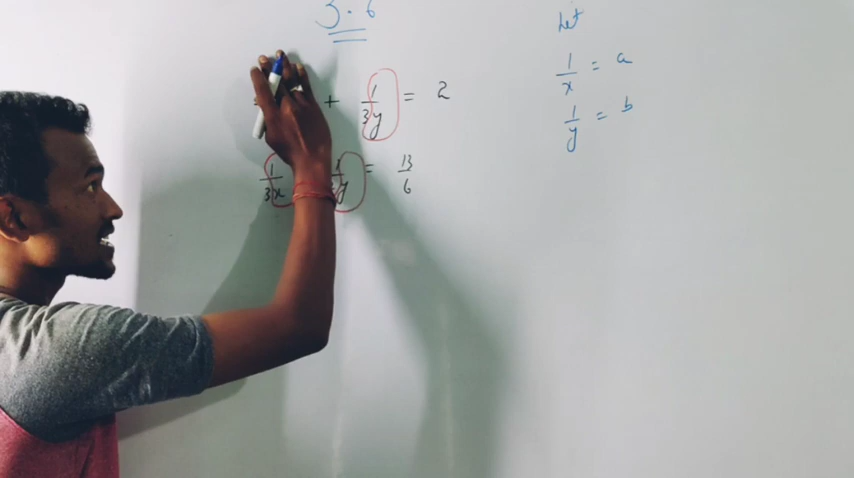 3.6
+ 1/3y = 2
1/3x 1/ y = 13/6
Let
1/x = a
1/y = b